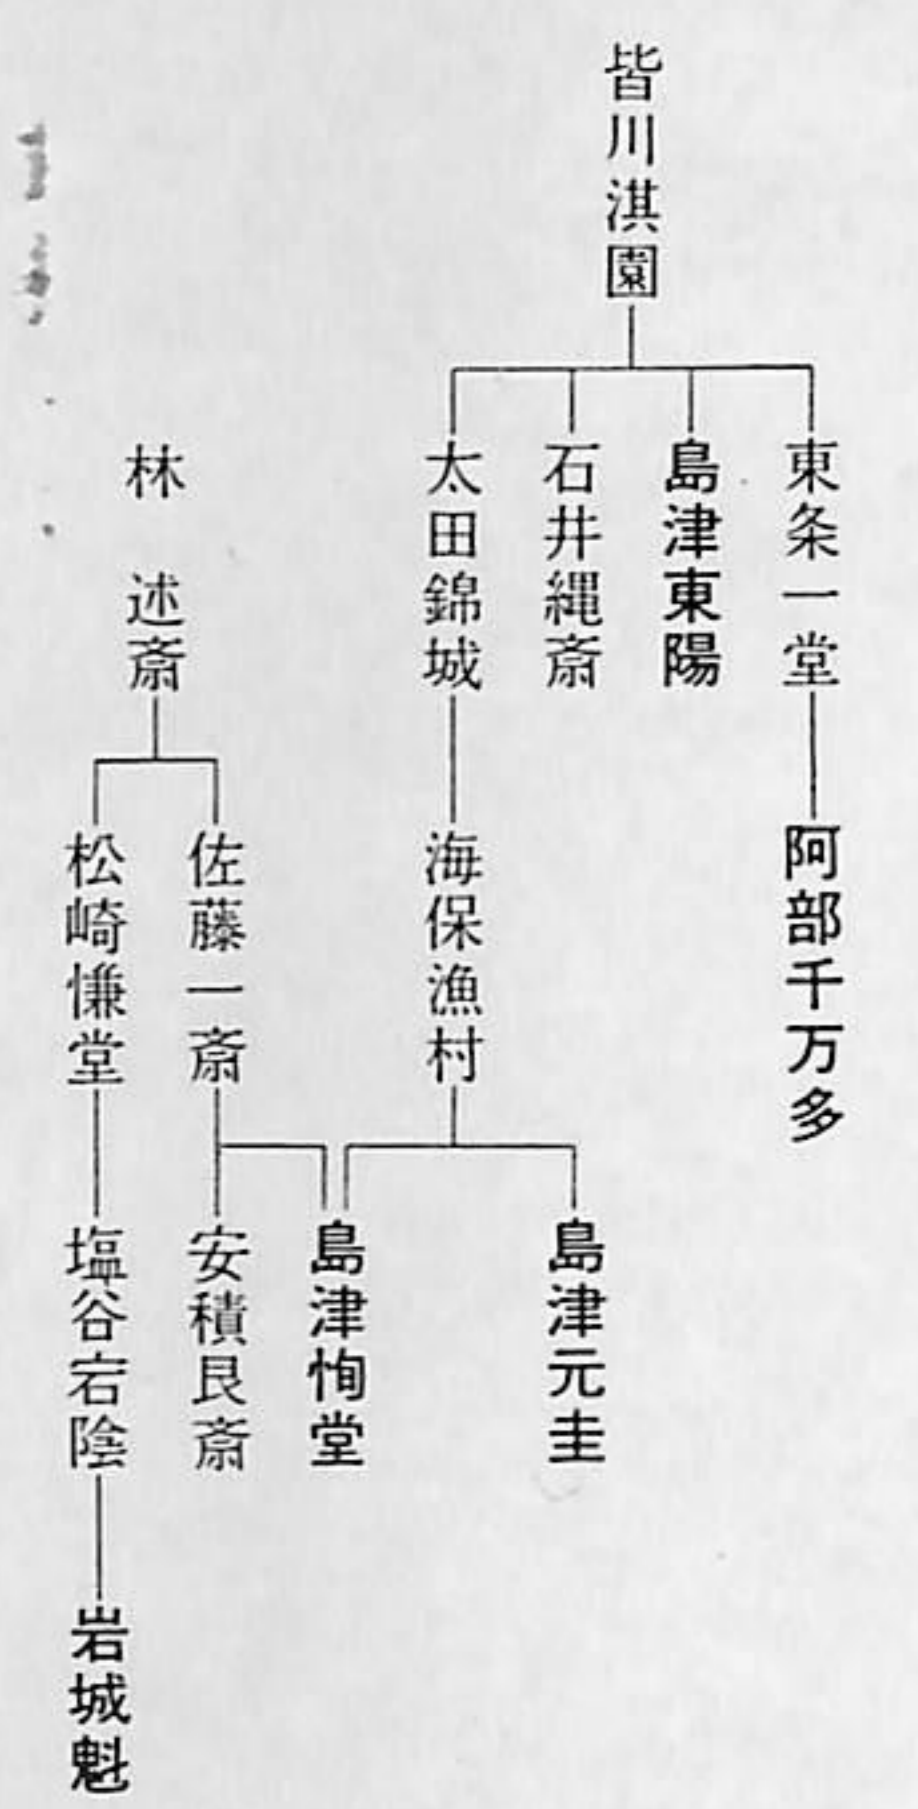 皆川淇園
東条一堂
阿部千万多
島津東陽
石井縄斎
太田錦城
海保漁村
島津元圭
島津恂堂
林 述斎
佐藤一斎
安積艮斎
松崎慊堂
塩谷宕陰
岩城魁